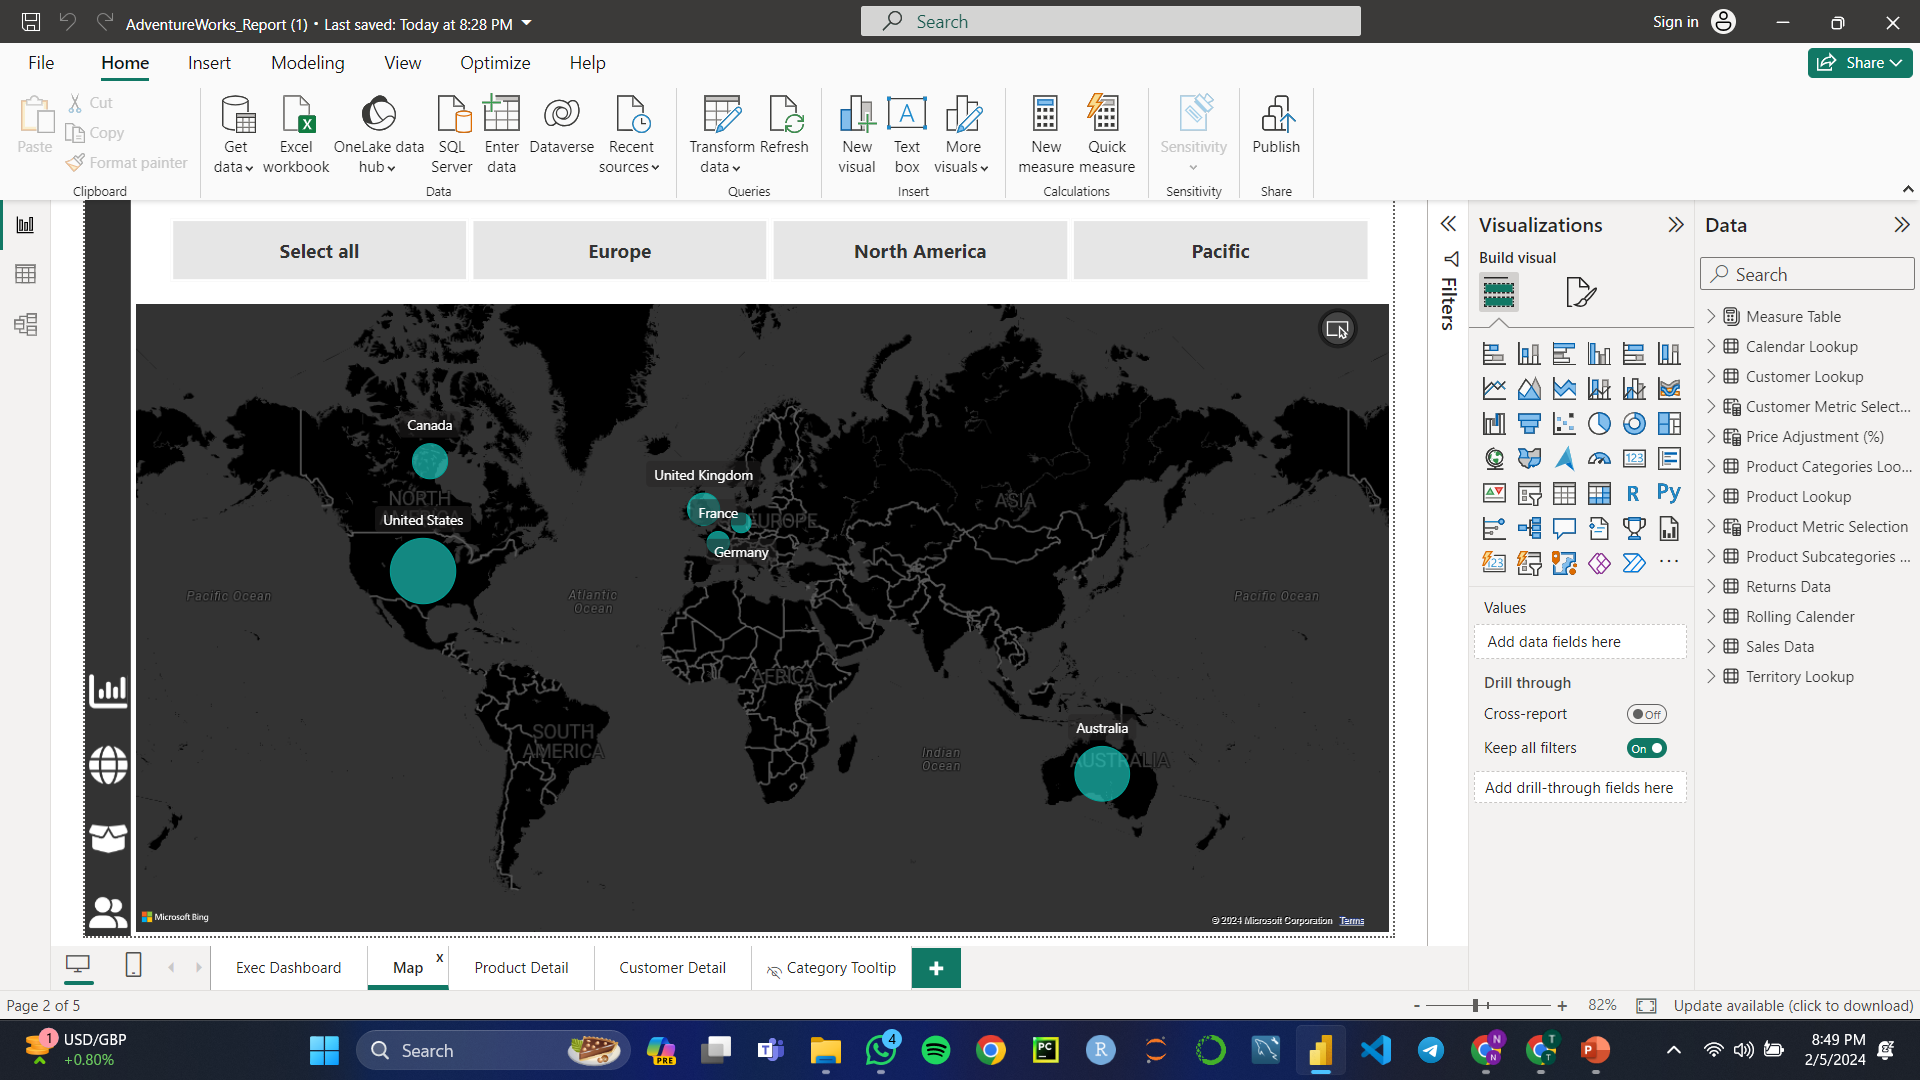 AdventureWorks_Report (1) • Last saved: Today at 8:28 PM
Search
Sign in
File
Home
Insert
Modeling
View
Optimize
Help
Share
Paste
Cut
Copy
Format painter
Clipboard
Get data
Excel workbook
OneLake data hub
SQL Server
Enter data
Dataverse
Recent sources
Data
Transform data
Refresh
Queries
New visual
Text box
More visuals
Insert
New measure
Quick measure
Calculations
Sensitivity
Sensitivity
Publish
Share
Select all
Europe
North America
Pacific
Canada
NORTH AMERICA
United States
United Kingdom
France
EUROPE
Germany
ASIA
Pacific Ocean
Atlantic Ocean
Pacific Ocean
AFRICA
SOUTH AMERICA
Indian Ocean
Australia
AUSTRALIA
Microsoft Bing
© 2024 Microsoft Corporation Terms
Filters
Visualizations
Build visual
R
Py
123
123
Values
Add data fields here
Drill through
Cross-report
Off
Keep all filters
On
Add drill-through fields here
Data
Search
Measure Table
Calendar Lookup
Customer Lookup
Customer Metric Select...
Price Adjustment (%)
Product Categories Loo...
Product Lookup
Product Metric Selection
Product Subcategories ...
Returns Data
Rolling Calender
Sales Data
Territory Lookup
Exec Dashboard
Map
x
Product Detail
Customer Detail
Category Tooltip
+
Page 2 of 5
- + 82%
Update available (click to download)
1
USD/GBP
+0.80%
Search
PRE
4
PC
R
N
N
T
T
P
8:49 PM
2/5/2024